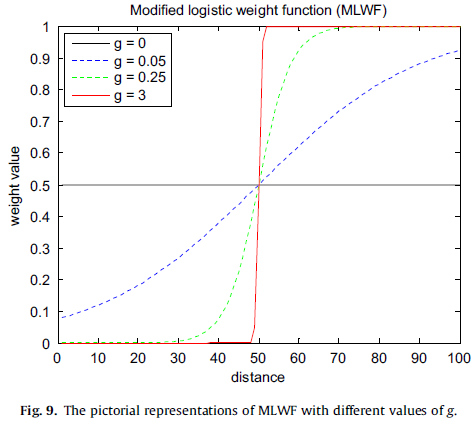 Modified logistic weight function (MLWF)
1
0.9
0.8
0.7
0.6
0.5
0.4
0.3
0.2
0.1
0
g = 0
g = 0.05
g = 0.25
g = 3
weight value
0 10 20 30 40 50 60 70 80 90 100
distance
Fig. 9. The pictorial representations of MLWF with different values of g.